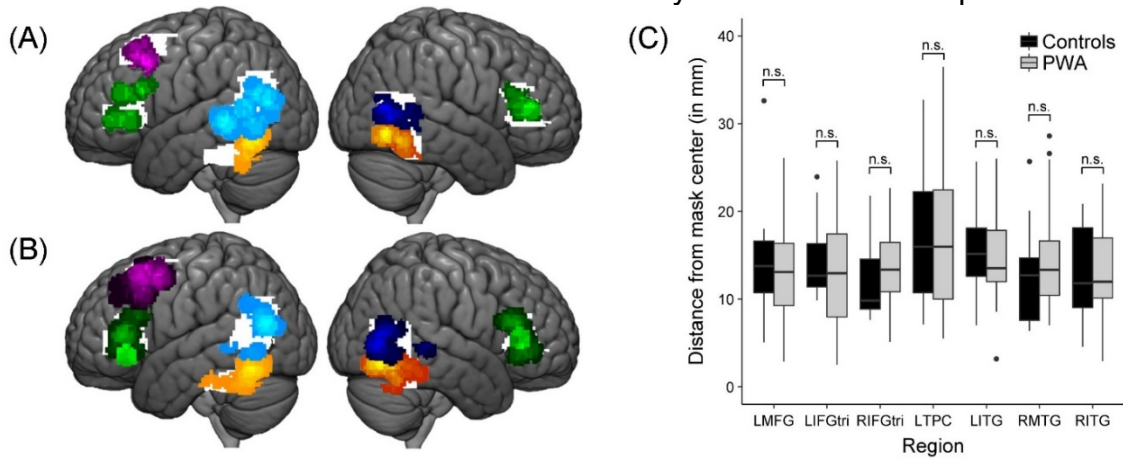 (A)
(B)
(C)
Controls
PWA
n.s.
n.s.
n.s.
n.s.
n.s.
n.s.
n.s.
Distance from mask center (in mm)
40
30
20
10
0
LMFG LIFGtri RIFGtri LTPC LITG RMTG RITG
Region